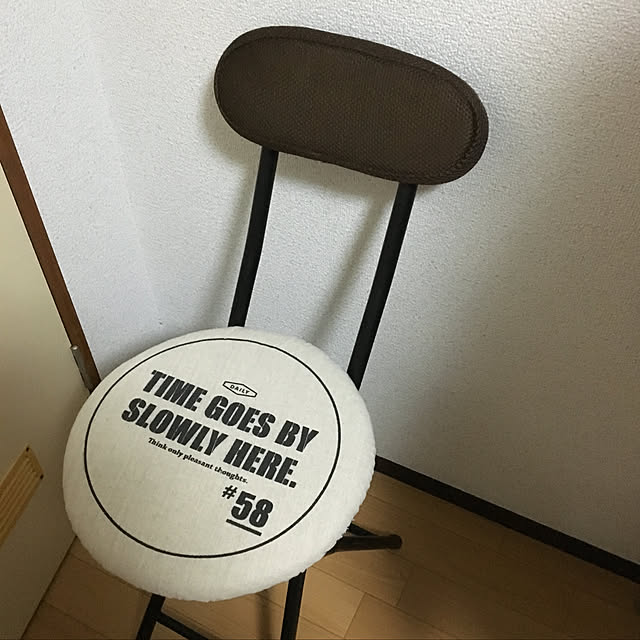 DAILY
TIME GOES BY
SLOWLY HERE.
Think only pleasant thoughts.
#58